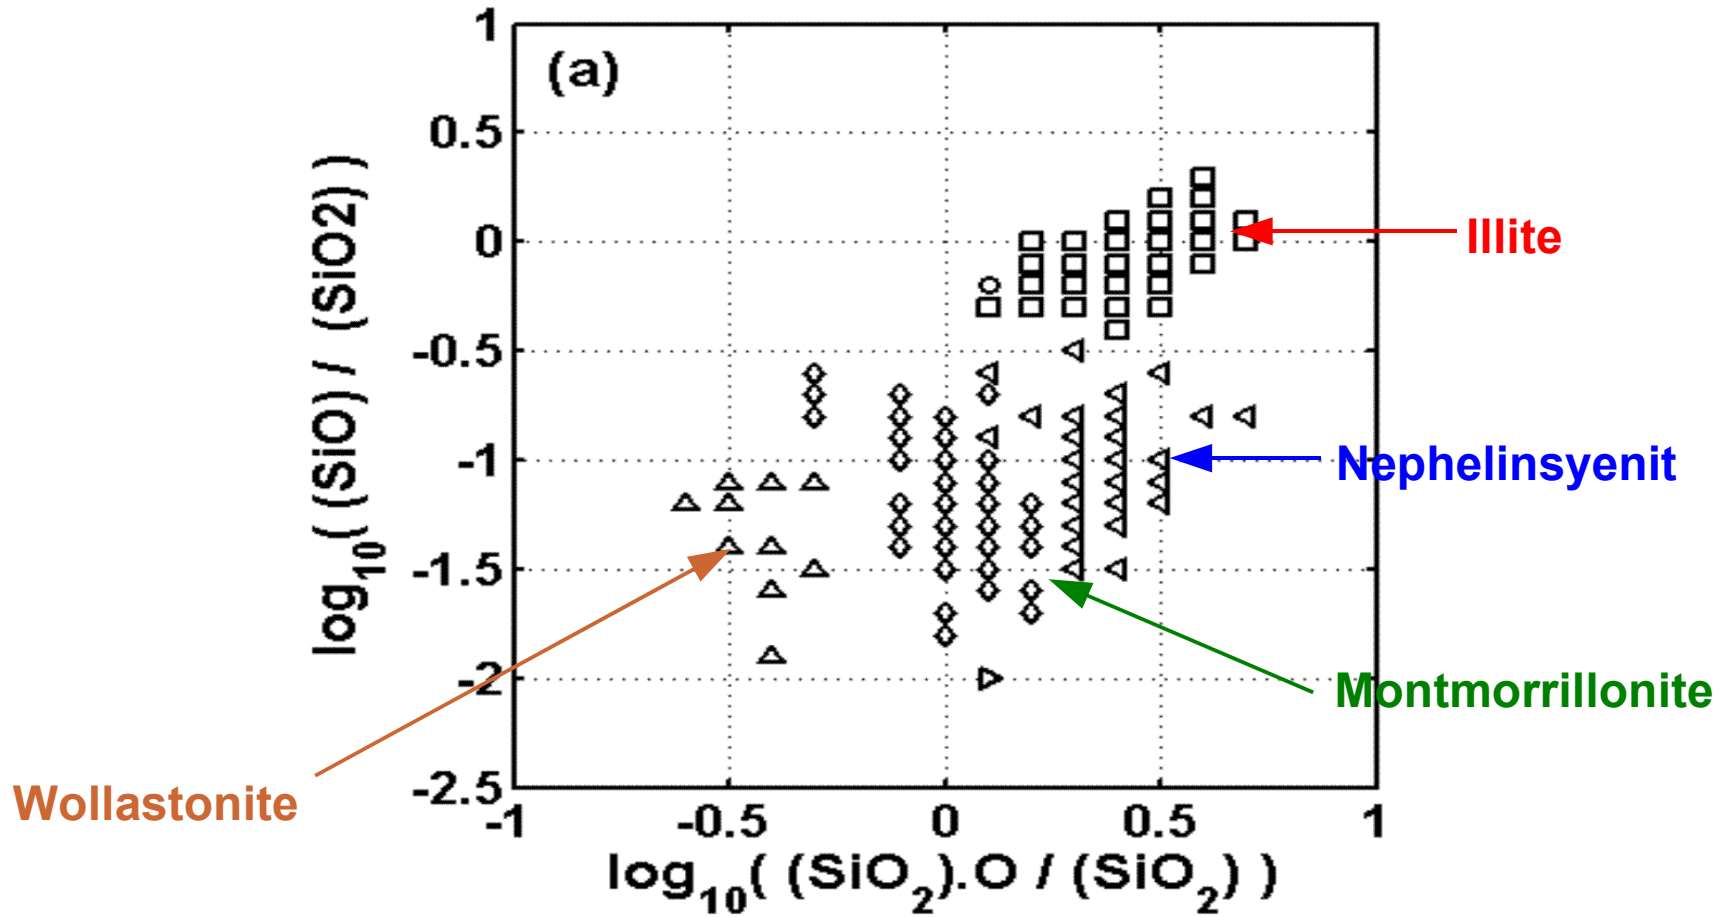 1
(a)
0.5
0
-0.5
-1
-1.5
-2
-2.5
log10( (SiO) / (SiO2) )
-1
-0.5
0
0.5
1
log10( (SiO2).O / (SiO2) )
Illite
Nephelinsyenit
Montmorrillonite
Wollastonite